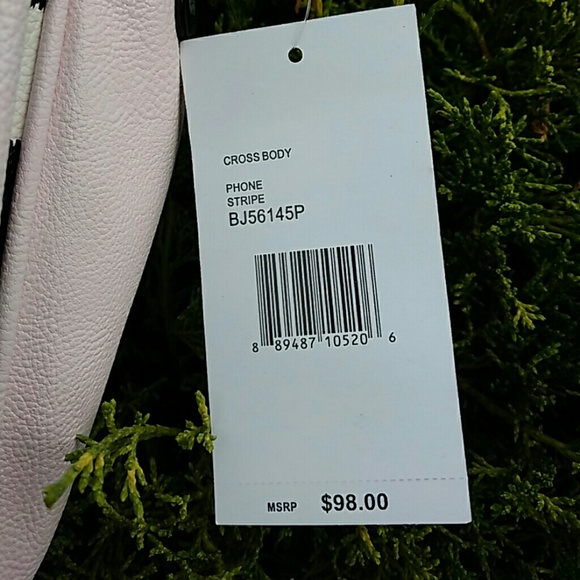 CROSS BODY
PHONE
STRIPE
BJ56145P
8 89487 10520 6
MSRP $98.00